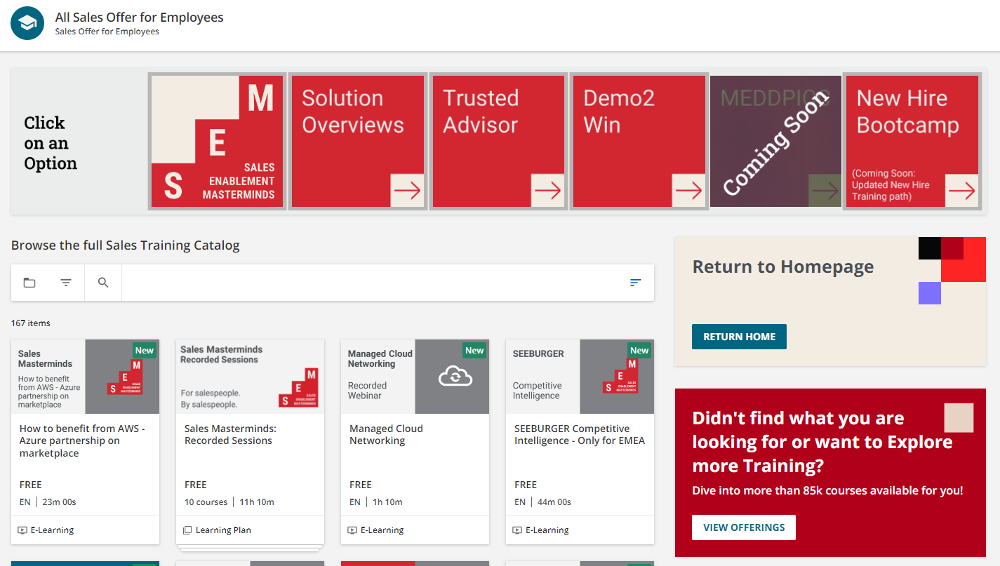 All Sales Offer for Employees
Sales Offer for Employees
Click
on an
Option
M
E
S
SALES
ENABLEMENT
MASTERMINDS
Solution
Overviews
Trusted
Advisor
Demo2
Win
MEDDPICC
Coming Soon
New Hire
Bootcamp
(Coming Soon:
Updated New Hire
Training path)
Browse the full Sales Training Catalog
167 items
Sales
Masterminds
How to benefit
from AWS - Azure
partnership on
marketplace
New
M
E
S
SALES
ENABLEMENT
MASTERMINDS
How to benefit from AWS -
Azure partnership on
marketplace
FREE
EN
23m 00s
E-Learning
Sales Masterminds
Recorded Sessions
For salespeople.
By salespeople.
M
E
S
SALES
ENABLEMENT
MASTERMINDS
Sales Masterminds:
Recorded Sessions
FREE
10 courses
11h 10m
Learning Plan
Managed Cloud
Networking
Recorded
Webinar
New
Managed Cloud
Networking
FREE
EN
1h 10m
E-Learning
SEEBURGER
Competitive
Intelligence
New
M
E
S
SALES
ENABLEMENT
MASTERMINDS
SEEBURGER Competitive
Intelligence - Only for EMEA
FREE
EN
44m 00s
E-Learning
Return to Homepage
RETURN HOME
Didn't find what you are
looking for or want to Explore
more Training?
Dive into more than 85k courses available for you!
VIEW OFFERINGS